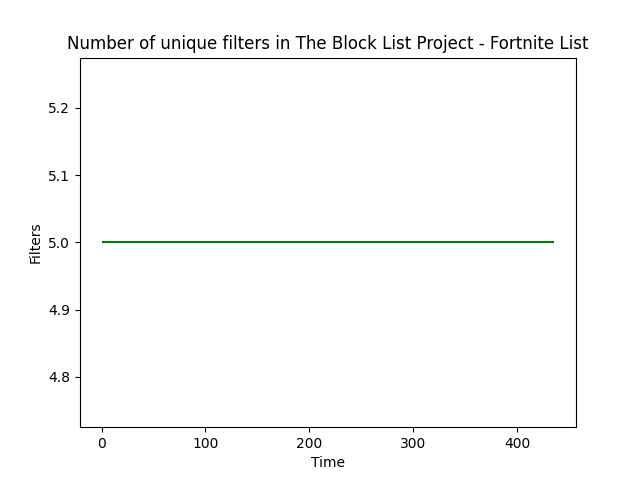 Number of unique filters in The Block List Project - Fortnite List
5.2
5.1
5.0
4.9
4.8
Filters
0 100 200 300 400
Time